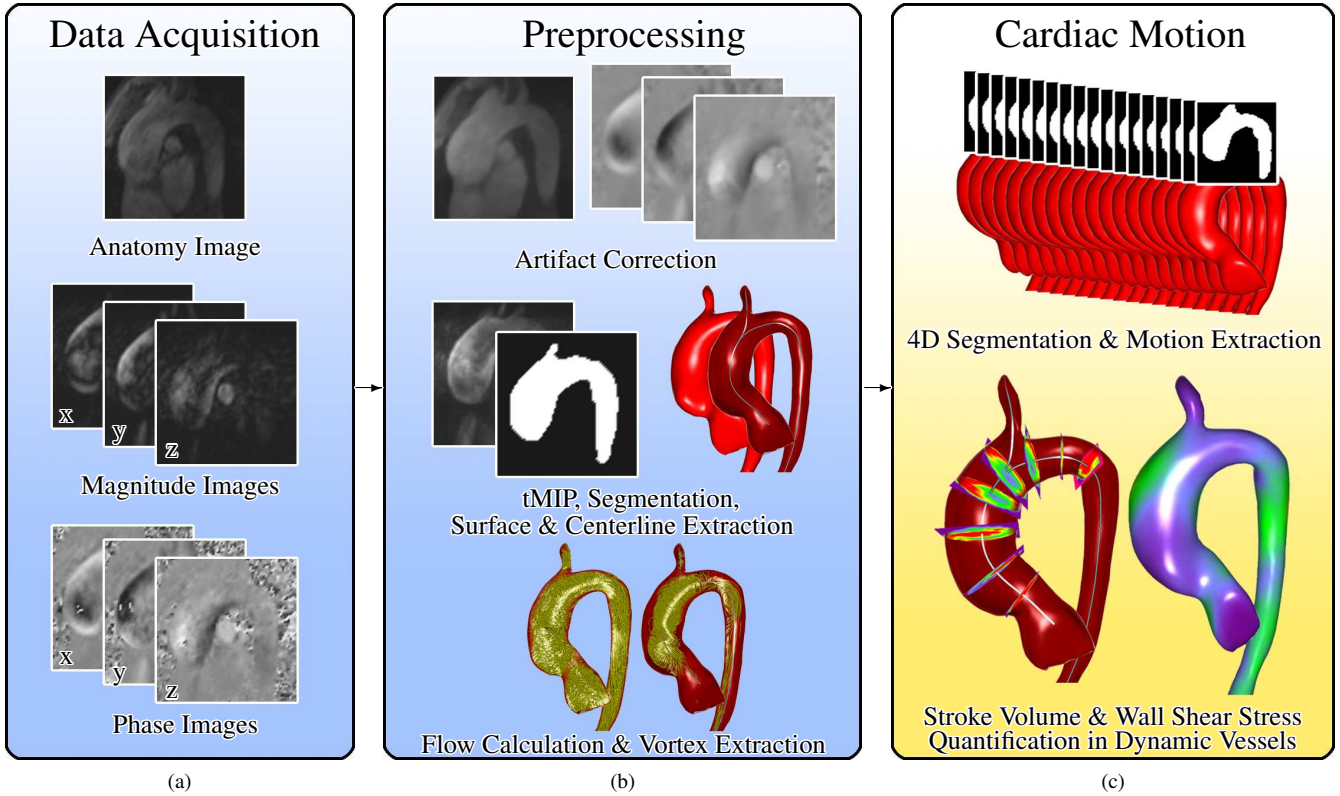 Data Acquisition
Anatomy Image
x
y
z
Magnitude Images
x
y
z
Phase Images
(a)
Preprocessing
Artifact Correction
tMIP, Segmentation,
Surface & Centerline Extraction
Flow Calculation & Vortex Extraction
(b)
Cardiac Motion
4D Segmentation & Motion Extraction
Stroke Volume & Wall Shear Stress
Quantification in Dynamic Vessels
(c)